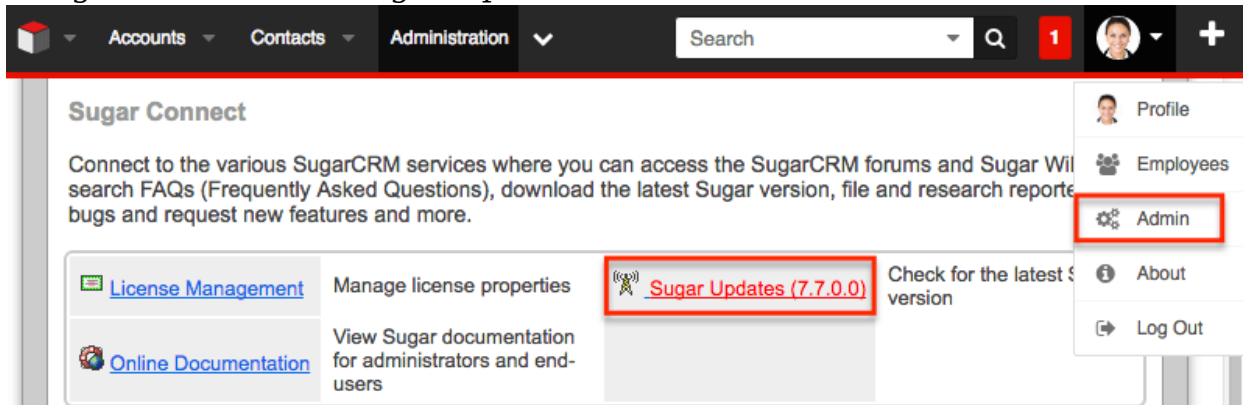 Accounts Contacts Administration Search 1
Sugar Connect
Connect to the various SugarCRM services where you can access the SugarCRM forums and Sugar Wi
search FAQs (Frequently Asked Questions), download the latest Sugar version, file and research reporte
bugs and request new features and more.
License Management Manage license properties Sugar Updates (7.7.0.0) Check for the latest S
version
Online Documentation View Sugar documentation
for administrators and end-
users
Profile
Employees
Admin
About
Log Out